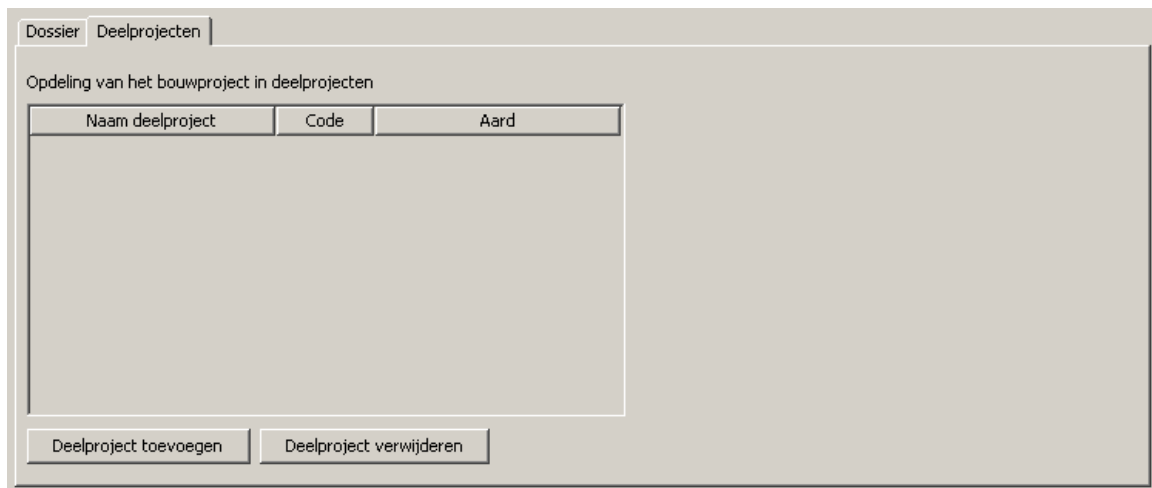 Dossier Deelprojecten
Opdeling van het bouwproject in deelprojecten
Naam deelproject Code Aard
Deelproject toevoegen Deelproject verwijderen